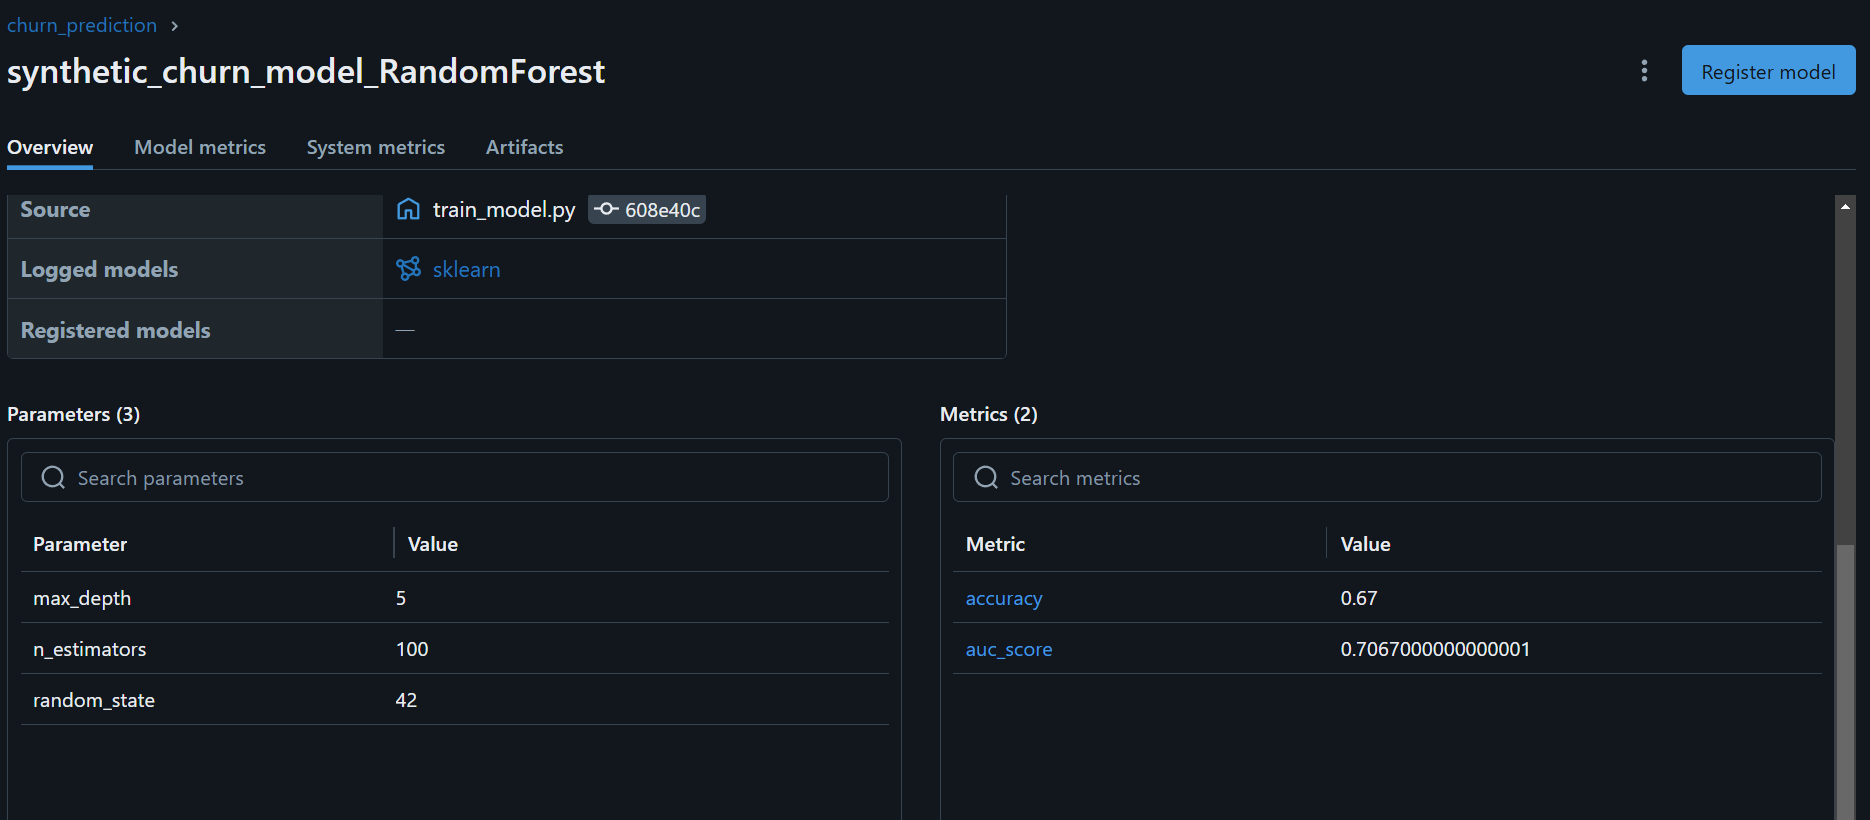 churn_prediction
synthetic_churn_model_RandomForest
Register model
Overview Model metrics System metrics Artifacts
Source train_model.py 608e40c
Logged models sklearn
Registered models —
Parameters (3)
Search parameters
Parameter Value
max_depth 5
n_estimators 100
random_state 42
Metrics (2)
Search metrics
Metric Value
accuracy 0.67
auc_score 0.7067000000000001